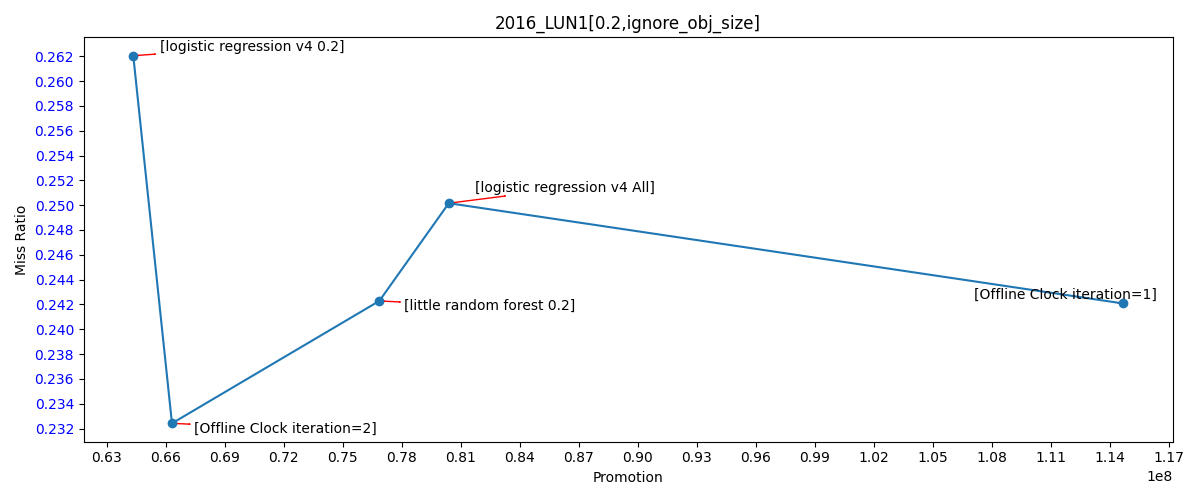 2016_LUN1[0.2,ignore_obj_size]
Miss Ratio
0.262
0.260
0.258
0.256
0.254
0.252
0.250
0.248
0.246
0.244
0.242
0.240
0.238
0.236
0.234
0.232
[logistic regression v4 0.2]
[logistic regression v4 All]
[Offline Clock iteration=1]
[little random forest 0.2]
[Offline Clock iteration=2]
0.63 0.66 0.69 0.72 0.75 0.78 0.81 0.84 0.87 0.90 0.93 0.96 0.99 1.02 1.05 1.08 1.11 1.14 1.17
1e8
Promotion